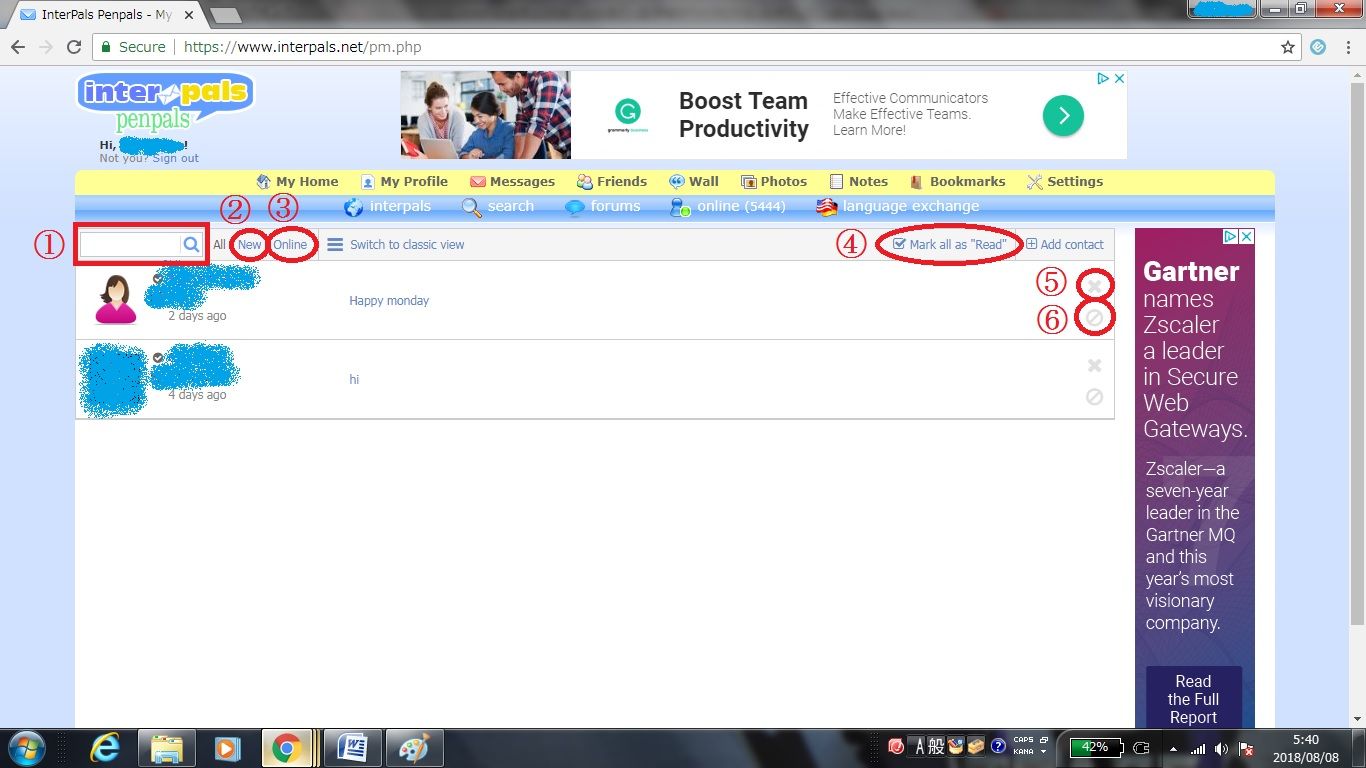 InterPals Penpals - My
Secure https://www.interpals.net/pm.php
inter pals
penpals
Hi, !
Not you? Sign out
grammarly business
Boost Team
Productivity
Effective Communicators
Make Effective Teams.
Learn More!
My Home My Profile Messages Friends Wall Photos Notes Bookmarks Settings
interpals search forums online (5444) language exchange
① ② ③ ④ ⑤ ⑥
All New Online Switch to classic view Mark all as "Read" Add contact
2 days ago
Happy monday
4 days ago
hi
Gartner
names
Zscaler
a leader
in Secure
Web
Gateways.
Zscaler—a
seven-year
leader in the
Gartner MQ
and this
year's most
visionary
company.
Read
the Full
Report
A 般 CAPS
KANA
42%
5:40
2018/08/08